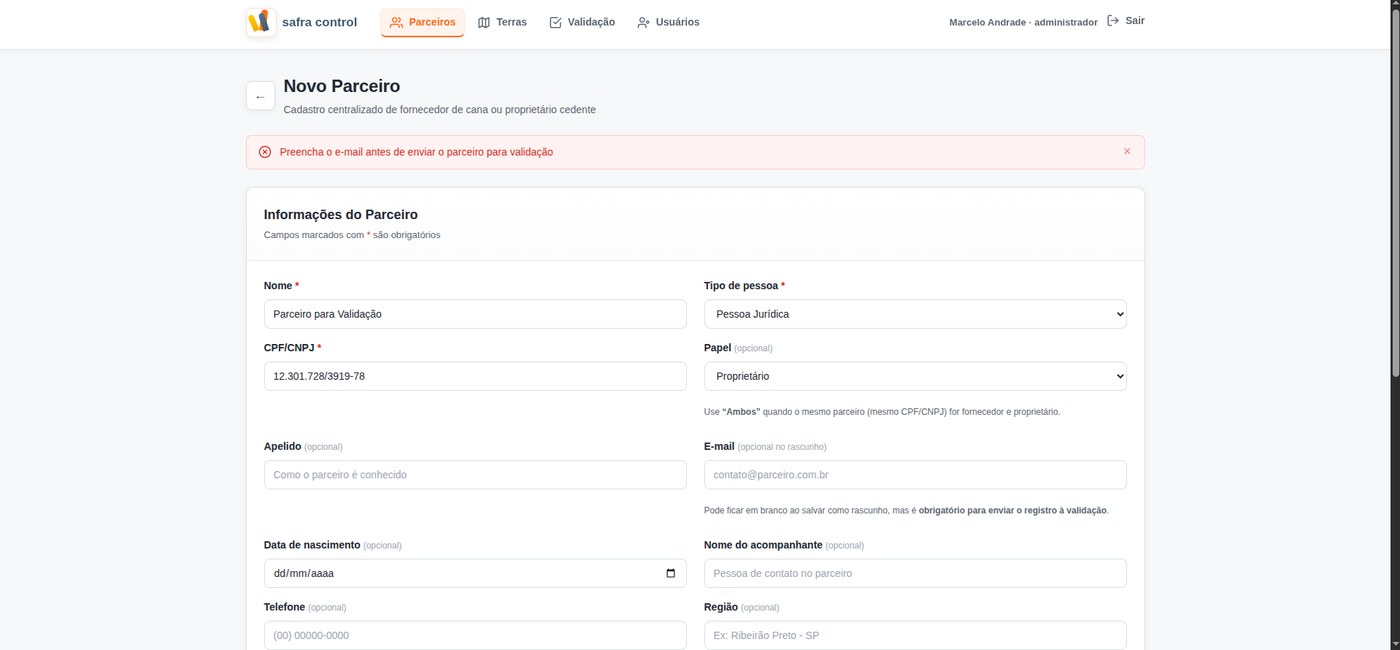 safra control
Parceiros
Terras
Validação
Usuários
Marcelo Andrade · administrador
Sair
←
Novo Parceiro
Cadastro centralizado de fornecedor de cana ou proprietário cedente
Preencha o e-mail antes de enviar o parceiro para validação
×
Informações do Parceiro
Campos marcados com * são obrigatórios
Nome *
Tipo de pessoa *
Parceiro para Validação
Pessoa Jurídica
CPF/CNPJ *
Papel (opcional)
12.301.728/3919-78
Proprietário
Use “Ambos” quando o mesmo parceiro (mesmo CPF/CNPJ) for fornecedor e proprietário.
Apelido (opcional)
E-mail (opcional no rascunho)
Como o parceiro é conhecido
contato@parceiro.com.br
Pode ficar em branco ao salvar como rascunho, mas é obrigatório para enviar o registro à validação.
Data de nascimento (opcional)
Nome do acompanhante (opcional)
dd/mm/aaaa
Pessoa de contato no parceiro
Telefone (opcional)
Região (opcional)
(00) 00000-0000
Ex: Ribeirão Preto - SP